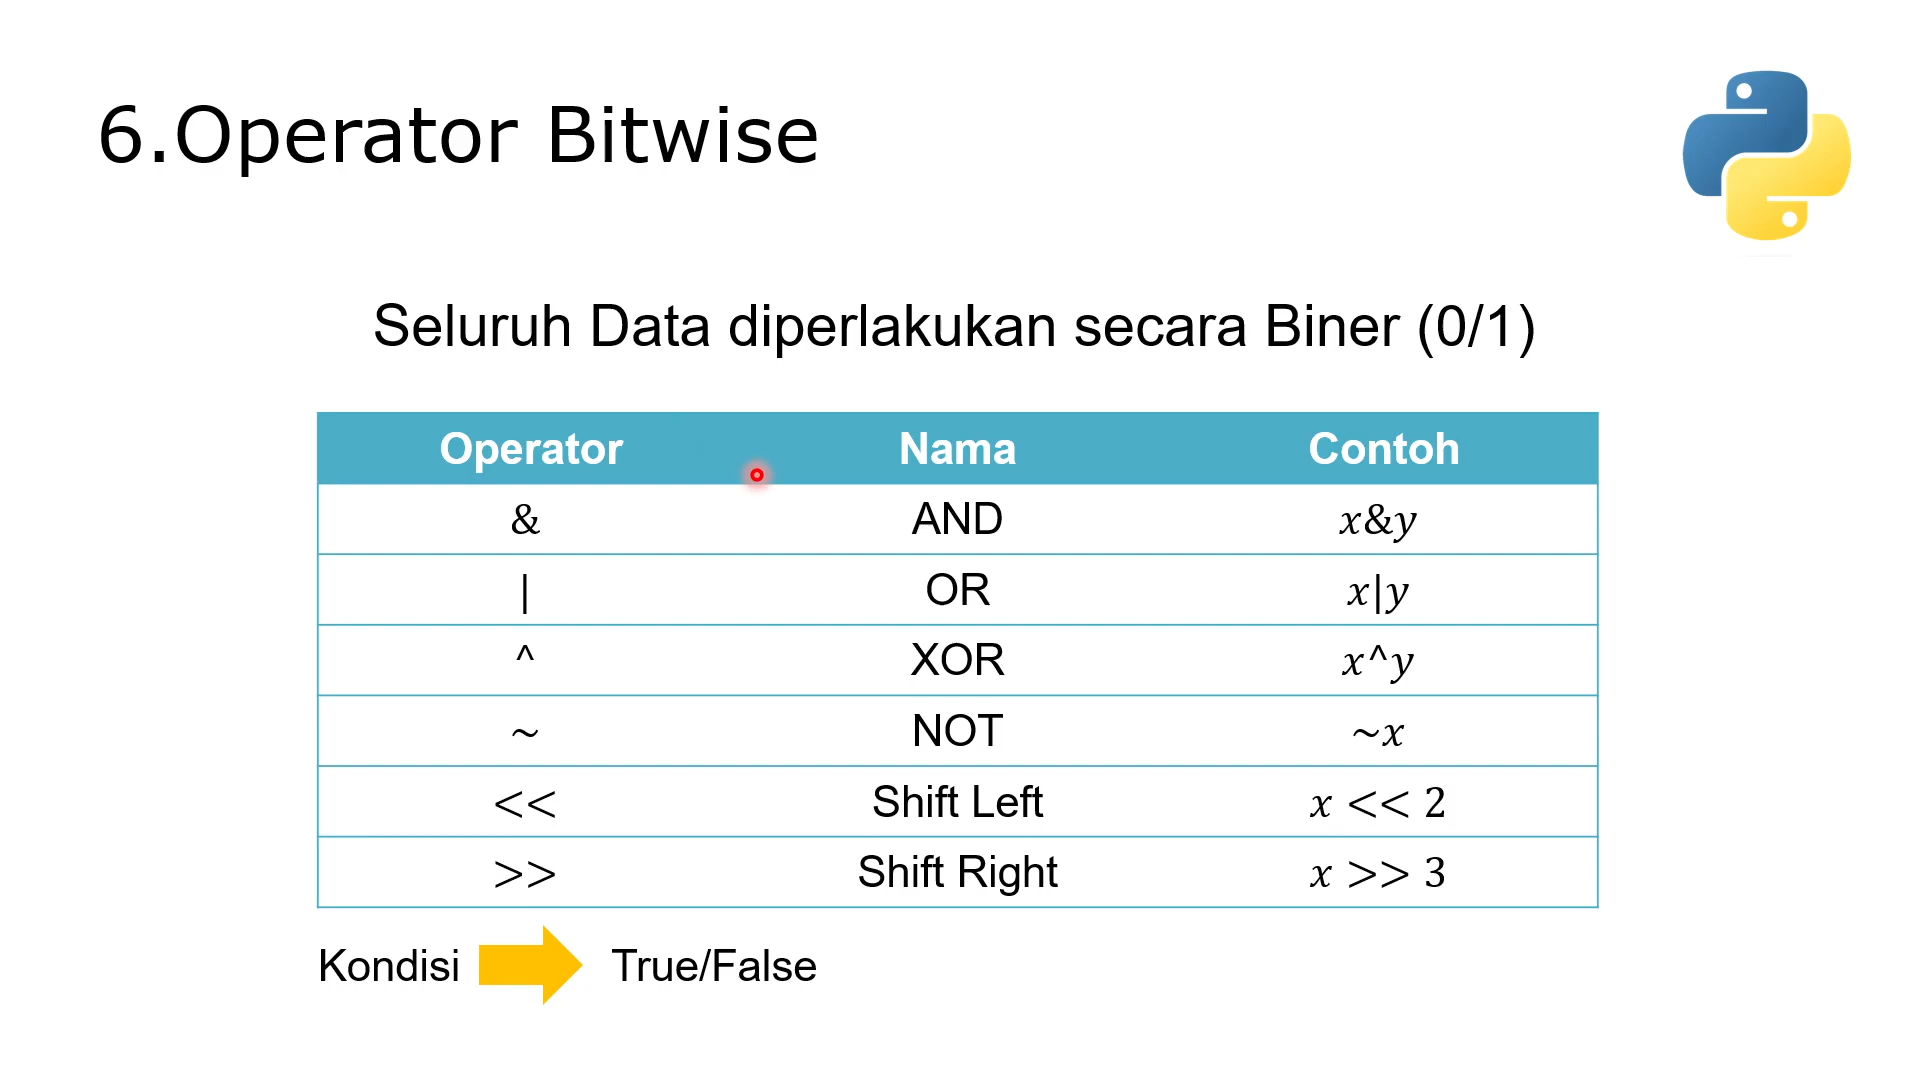 6.Operator Bitwise
Seluruh Data diperlakukan secara Biner (0/1)
Operator Nama Contoh
& AND x&y
| OR x|y
^ XOR x^y
~ NOT ~x
<< Shift Left x << 2
>> Shift Right x >> 3
Kondisi True/False